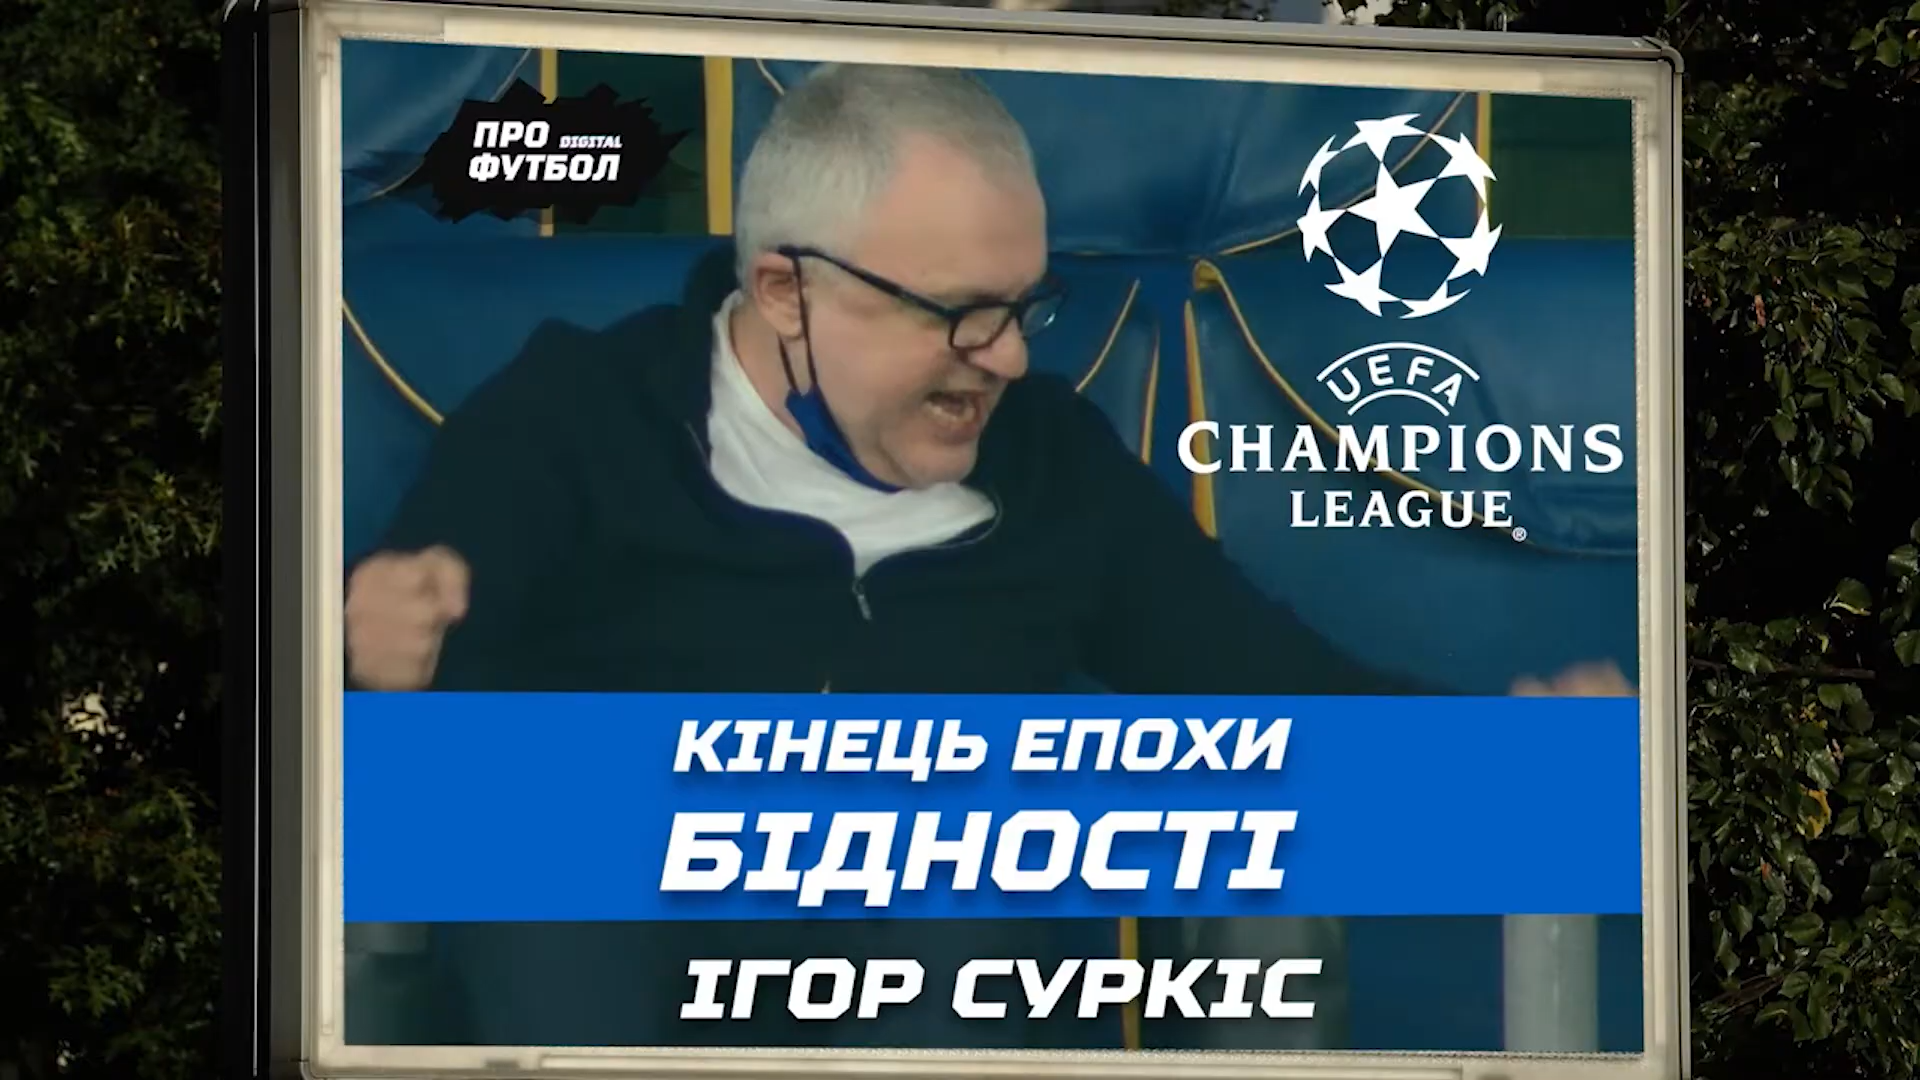 ПРО DIGITAL
ФУТБОЛ
UEFA
CHAMPIONS
LEAGUE®
КІНЕЦЬ ЕПОХИ
БІДНОСТІ
ІГОР СУРКІС